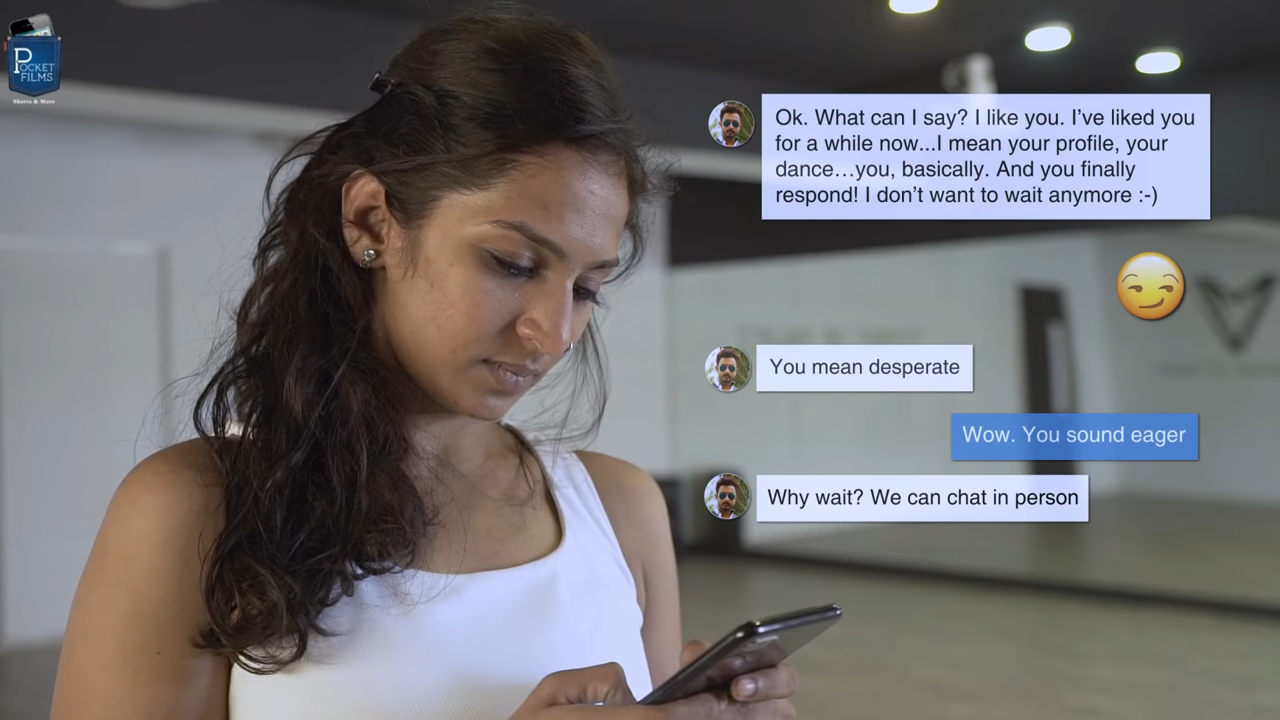 POCKET
FILMS
Shorts & More
Ok. What can I say? I like you. I've liked you
for a while now...I mean your profile, your
dance...you, basically. And you finally
respond! I don't want to wait anymore :-)
You mean desperate
Wow. You sound eager
Why wait? We can chat in person